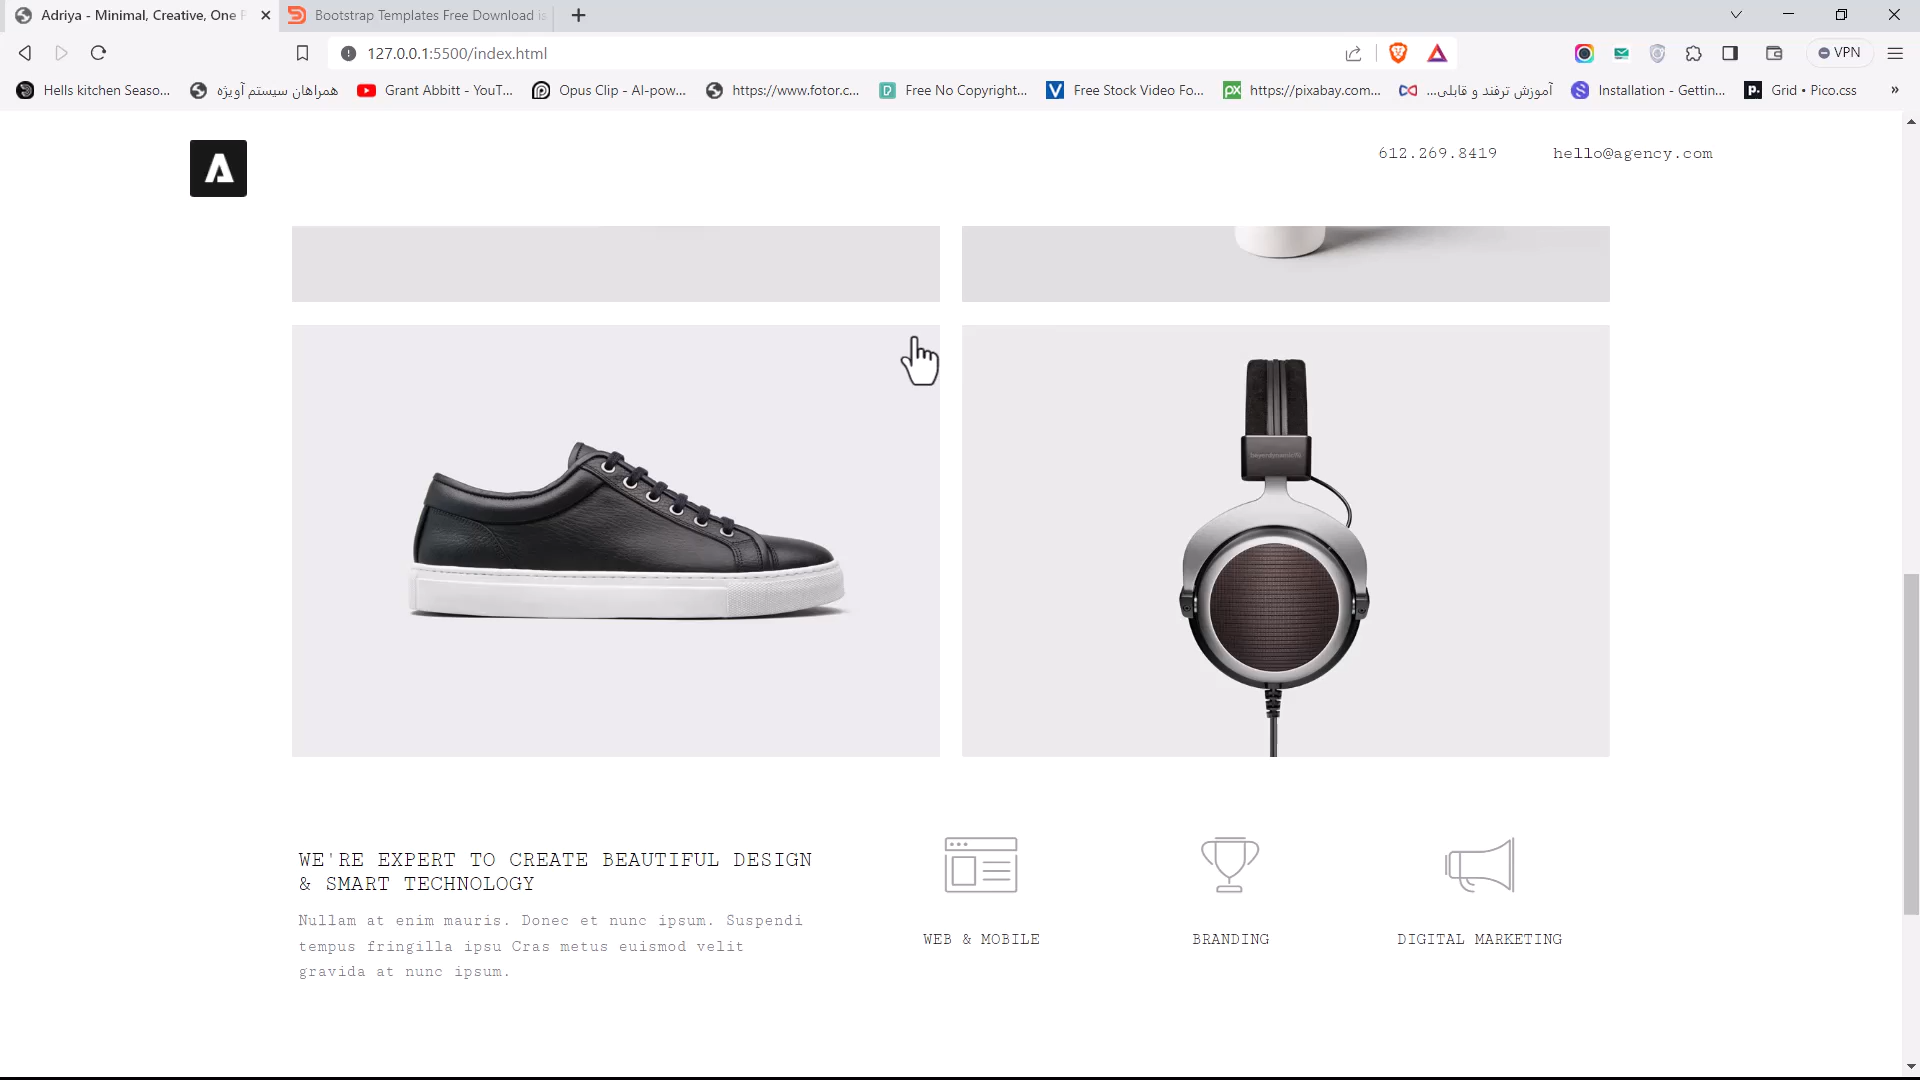 Adriya - Minimal, Creative, One P
Bootstrap Templates Free Download is
127.0.0.1:5500/index.html
VPN
Hells kitchen Seaso...
همراهان سیستم آویژه
Grant Abbitt - YouT...
Opus Clip - AI-pow...
https://www.fotor.c...
Free No Copyright...
Free Stock Video Fo...
https://pixabay.com...
آموزش ترفند و قابلی...
Installation - Gettin...
Grid • Pico.css
»
A
612.269.8419
hello@agency.com
WE'RE EXPERT TO CREATE BEAUTIFUL DESIGN
& SMART TECHNOLOGY
Nullam at enim mauris. Donec et nunc ipsum. Suspendi
tempus fringilla ipsu Cras metus euismod velit
gravida at nunc ipsum.
WEB & MOBILE
BRANDING
DIGITAL MARKETING